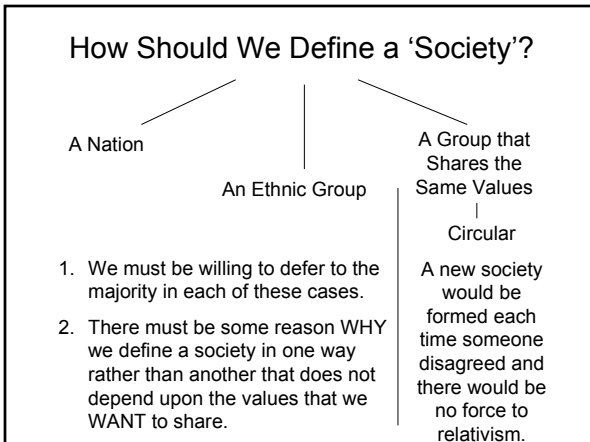 How Should We Define a ‘Society’?
A Nation
An Ethnic Group
A Group that
Shares the
Same Values
Circular
1. We must be willing to defer to the
majority in each of these cases.
2. There must be some reason WHY
we define a society in one way
rather than another that does not
depend upon the values that we
WANT to share.
A new society
would be
formed each
time someone
disagreed and
there would be
no force to
relativism.